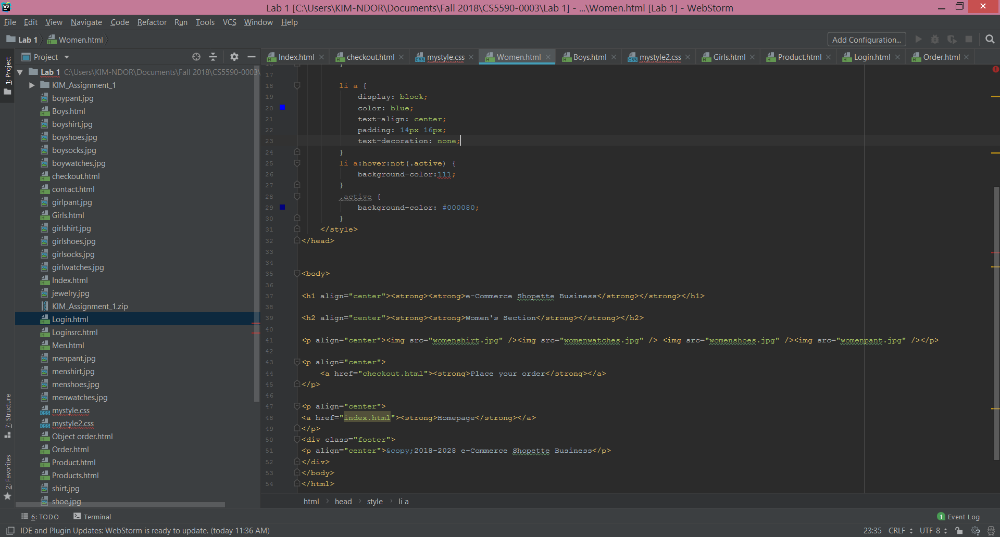 WS
Lab 1 [C:\Users\KIM-NDOR\Documents\Fall 2018\CS5590-0003\Lab 1] - ...\Women.html [Lab 1] - WebStorm
File Edit View Navigate Code Refactor Run Tools VCS Window Help
Lab 1 Women.html Add Configuration...
Project
Index.html checkout.html mystyle.css Women.html Boys.html mystyle2.css Girls.html Product.html Login.html Order.html
1: Project
7: Structure
2: Favorites
Lab 1 C:\Users\KIM-NDOR\Documents\Fall 2018\CS5590-0003\
KIM_Assignment_1
boypant.jpg
Boys.html
boyshirt.jpg
boyshoes.jpg
boysocks.jpg
boywatches.jpg
checkout.html
contact.html
girlpant.jpg
Girls.html
girlshirt.jpg
girlshoes.jpg
girlsocks.jpg
girlwatches.jpg
Index.html
jewelry.jpg
KIM_Assignment_1.zip
Login.html
Loginsrc.html
Men.html
menpant.jpg
menshirt.jpg
menshoes.jpg
menwatches.jpg
mystyle.css
mystyle2.css
Object order.html
Order.html
Product.html
Products.html
shirt.jpg
shoe.jpg
16 }
17
18 li a {
19 display: block;
20 color: blue;
21 text-align: center;
22 padding: 14px 16px;
23 text-decoration: none;
24 }
25 li a:hover:not(.active) {
26 background-color:111;
27 }
28 .active {
29 background-color: #000080;
30 }
31 </style>
32 </head>
33
34
35 <body>
36
37 <h1 align="center"><strong><strong>e-Commerce Shopette Business</strong></strong></h1>
38
39 <h2 align="center"><strong><strong>Women's Section</strong></strong></h2>
40
41 <p align="center"><img src="womenshirt.jpg" /><img src="womenwatches.jpg" /> <img src="womenshoes.jpg" /><img src="womenpant.jpg" /></p>
42
43 <p align="center">
44 <a href="checkout.html"><strong>Place your order</strong></a>
45 </p>
46
47 <p align="center">
48 <a href="index.html"><strong>Homepage</strong></a>
49 </p>
50 <div class="footer">
51 <p align="center">&copy;2018-2028 e-Commerce Shopette Business</p>
52 </div>
53 </body>
54 </html>
html head style li a
6: TODO Terminal 1 Event Log
IDE and Plugin Updates: WebStorm is ready to update. (today 11:36 AM) 23:35 CRLF UTF-8